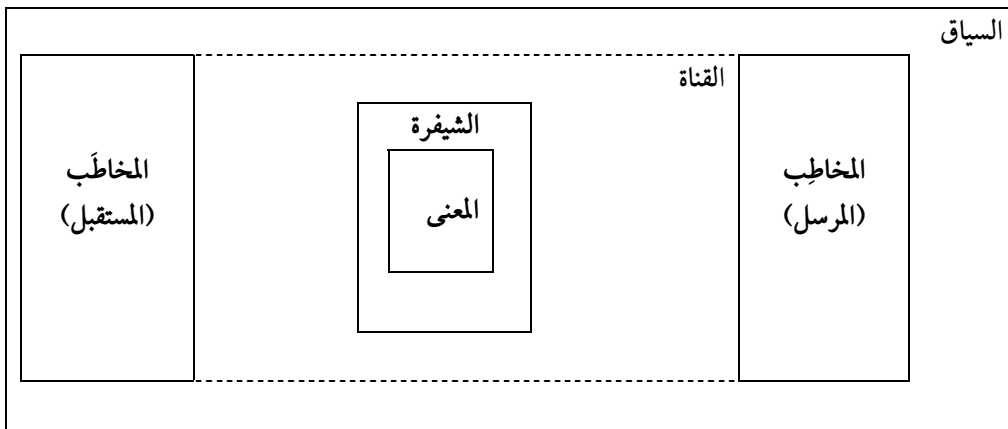 السياق
القناة
المخاطِب
(المرسل)
الشيفرة
المعنى
المخاطَب
(المستقبل)